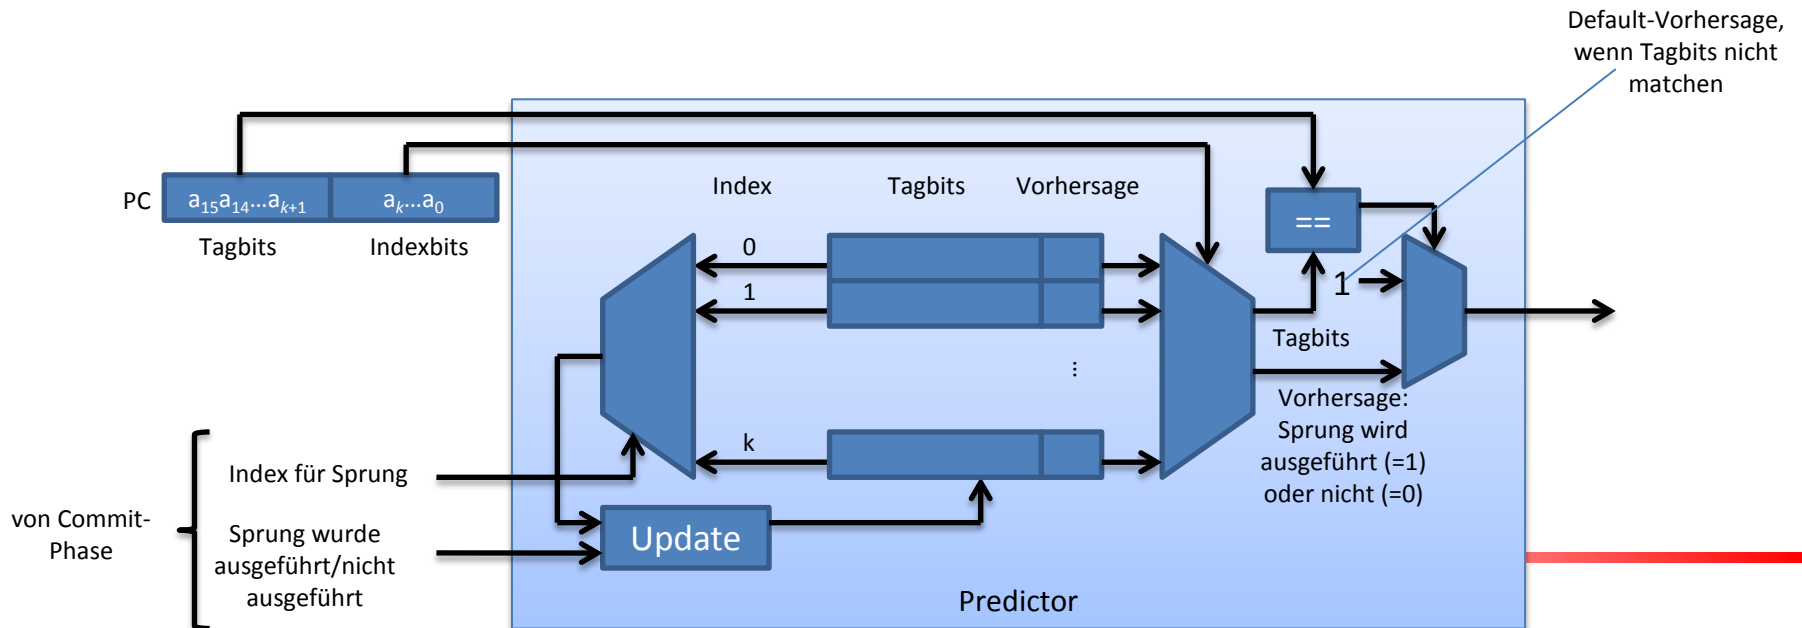 Default-Vorhersage,
wenn Tagbits nicht
matchen
Index
Tagbits
Vorhersage
PC
a15a14...ak+1
ak...a0
Tagbits
Indexbits
==
0
1
1
Tagbits
...
k
Vorhersage:
Sprung wird
ausgeführt (=1)
oder nicht (=0)
Index für Sprung
von Commit-
Phase
Sprung wurde
ausgeführt/nicht
ausgeführt
Update
Predictor